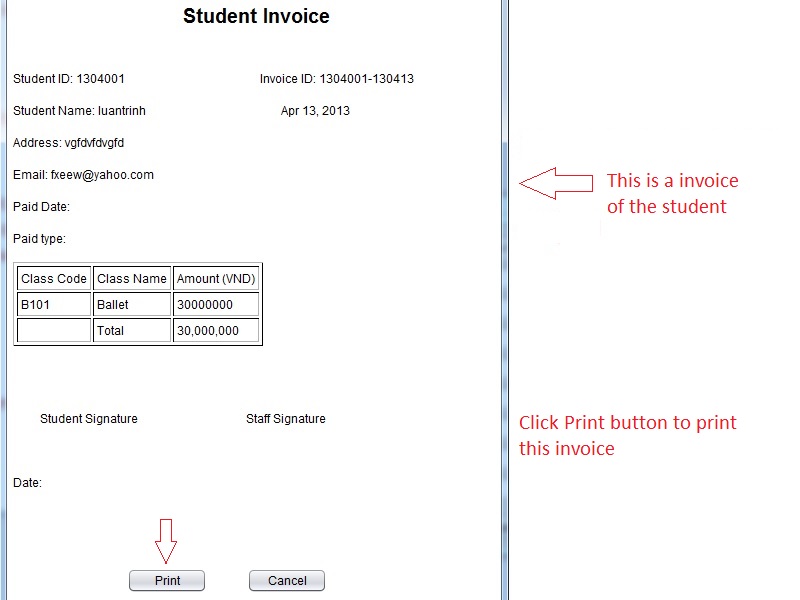 Student Invoice
Student ID: 1304001 Invoice ID: 1304001-130413
Student Name: luantrinh Apr 13, 2013
Address: vgfdvfdvgfd
Email: fxeew@yahoo.com
Paid Date:
Paid type:
Class Code Class Name Amount (VND)
B101 Ballet 30000000
Total 30,000,000
Student Signature Staff Signature
Date:
Print Cancel
This is a invoice
of the student
Click Print button to print
this invoice